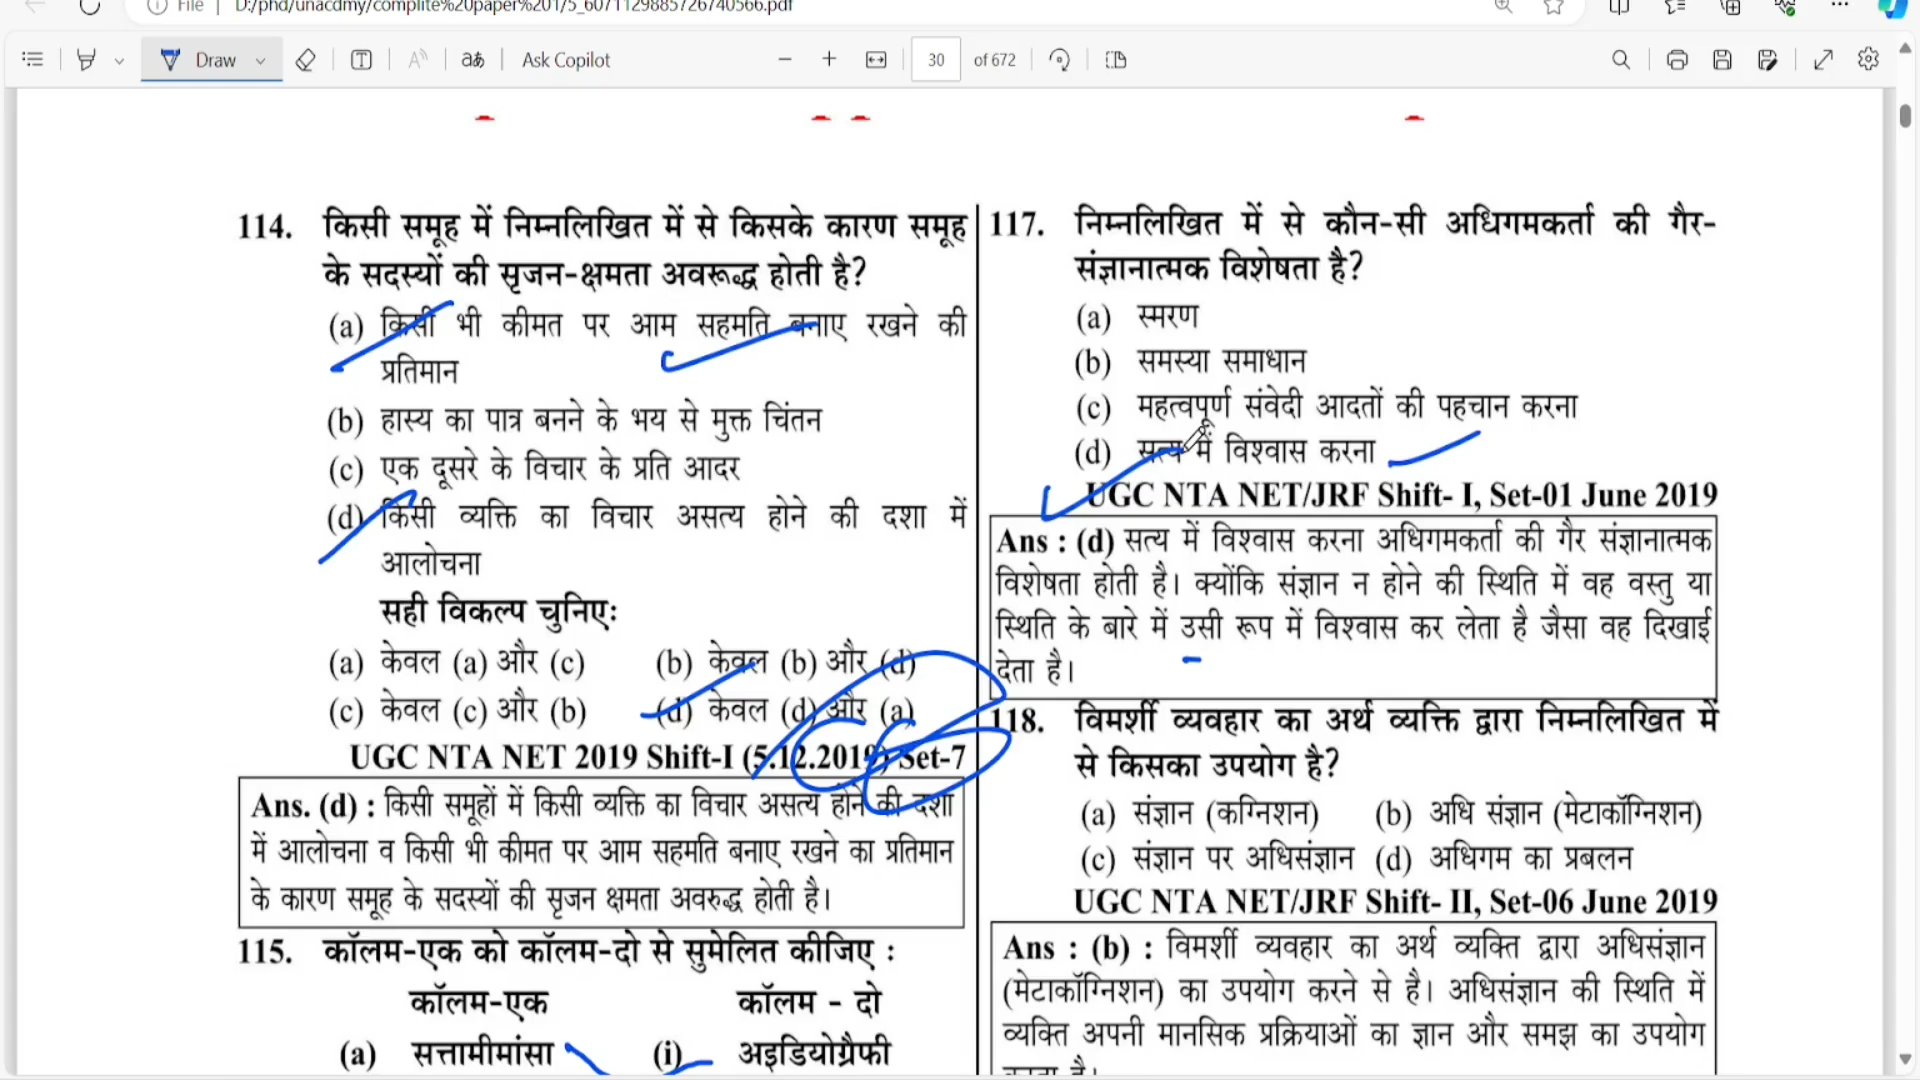 File
D:/phd/unacdmy/complite%20paper%201/5_6071129885726740566.pdf
Draw
Ask Copilot
30 of 672
114. किसी समूह में निम्नलिखित में से किसके कारण समूह
के सदस्यों की सृजन-क्षमता अवरूद्ध होती है?
(a) किसी भी कीमत पर आम सहमति बनाए रखने की
प्रतिमान
(b) हास्य का पात्र बनने के भय से मुक्त चिंतन
(c) एक दूसरे के विचार के प्रति आदर
(d) किसी व्यक्ति का विचार असत्य होने की दशा में
आलोचना
सही विकल्प चुनिए:
(a) केवल (a) और (c) (b) केवल (b) और (d)
(c) केवल (c) और (b) (d) केवल (d) और (a)
UGC NTA NET 2019 Shift-I (5.12.2019) Set-7
Ans. (d) : किसी समूहों में किसी व्यक्ति का विचार असत्य होने की दशा
में आलोचना व किसी भी कीमत पर आम सहमति बनाए रखने का प्रतिमान
के कारण समूह के सदस्यों की सृजन क्षमता अवरुद्ध होती है।
115. कॉलम-एक को कॉलम-दो से सुमेलित कीजिए :
कॉलम-एक कॉलम - दो
(a) सत्तामीमांसा (i) अइडियोग्रैफी
117. निम्नलिखित में से कौन-सी अधिगमकर्ता की गैर-
संज्ञानात्मक विशेषता है?
(a) स्मरण
(b) समस्या समाधान
(c) महत्वपूर्ण संवेदी आदतों की पहचान करना
(d) सत्य में विश्वास करना
UGC NTA NET/JRF Shift- I, Set-01 June 2019
Ans : (d) सत्य में विश्वास करना अधिगमकर्ता की गैर संज्ञानात्मक
विशेषता होती है। क्योंकि संज्ञान न होने की स्थिति में वह वस्तु या
स्थिति के बारे में उसी रूप में विश्वास कर लेता है जैसा वह दिखाई
देता है।
118. विमर्शी व्यवहार का अर्थ व्यक्ति द्वारा निम्नलिखित में
से किसका उपयोग है?
(a) संज्ञान (कग्निशन) (b) अधि संज्ञान (मेटाकॉग्निशन)
(c) संज्ञान पर अधिसंज्ञान (d) अधिगम का प्रबलन
UGC NTA NET/JRF Shift- II, Set-06 June 2019
Ans : (b) : विमर्शी व्यवहार का अर्थ व्यक्ति द्वारा अधिसंज्ञान
(मेटाकॉग्निशन) का उपयोग करने से है। अधिसंज्ञान की स्थिति में
व्यक्ति अपनी मानसिक प्रक्रियाओं का ज्ञान और समझ का उपयोग